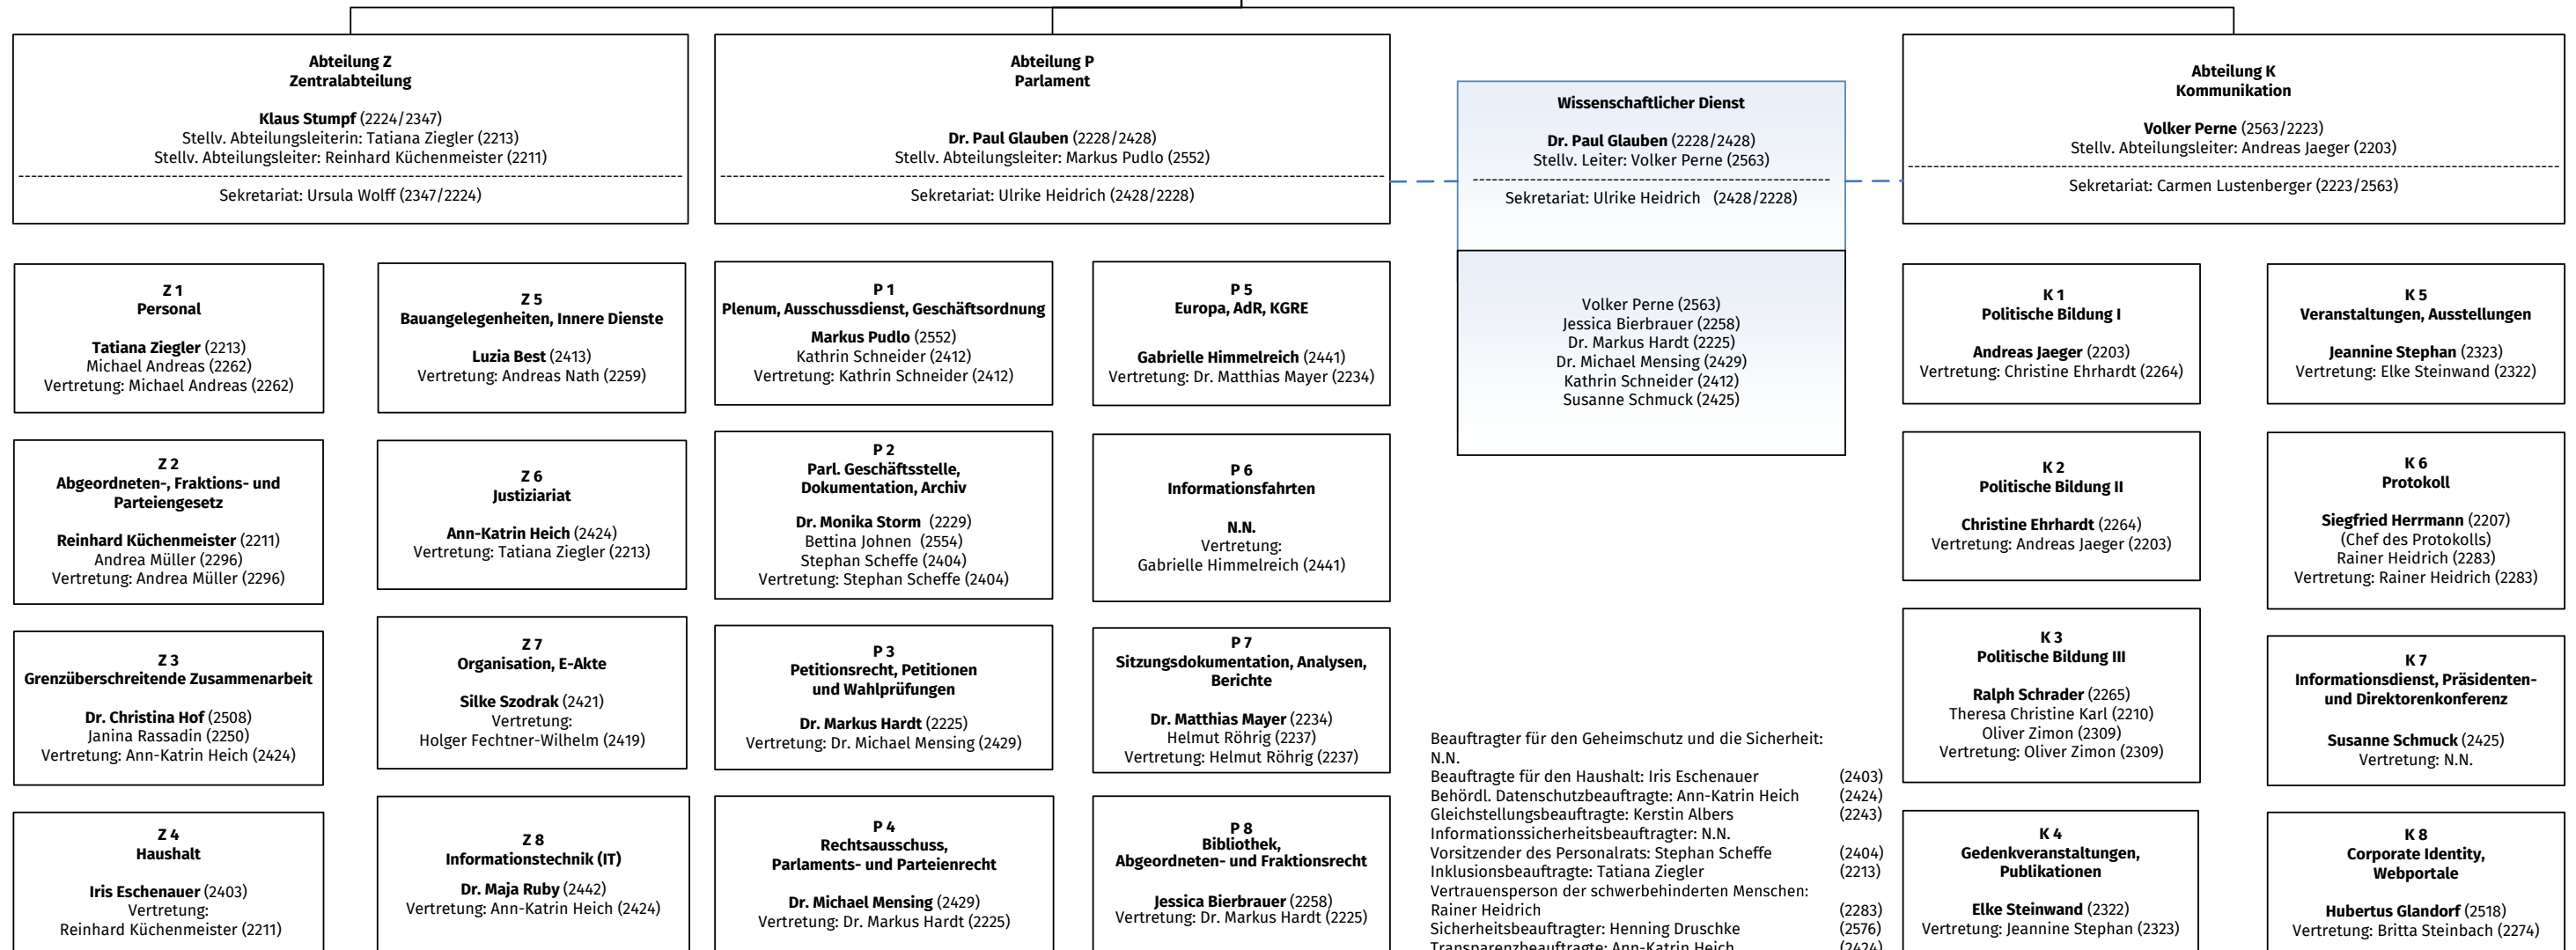 Abteilung Z
Zentralabteilung
Klaus Stumpf (2224/2347)
Stellv. Abteilungsleiterin: Tatiana Ziegler (2213)
Stellv. Abteilungsleiter: Reinhard Küchenmeister (2211)
Sekretariat: Ursula Wolff (2347/2224)
Abteilung P
Parlament
Dr. Paul Glauben (2228/2428)
Stellv. Abteilungsleiter: Markus Pudlo (2552)
Sekretariat: Ulrike Heidrich (2428/2228)
Wissenschaftlicher Dienst
Dr. Paul Glauben (2228/2428)
Stellv. Leiter: Volker Perne (2563)
Sekretariat: Ulrike Heidrich (2428/2228)
Volker Perne (2563)
Jessica Bierbrauer (2258)
Dr. Markus Hardt (2225)
Dr. Michael Mensing (2429)
Kathrin Schneider (2412)
Susanne Schmuck (2425)
Abteilung K
Kommunikation
Volker Perne (2563/2223)
Stellv. Abteilungsleiter: Andreas Jaeger (2203)
Sekretariat: Carmen Lustenberger (2223/2563)
Z 1
Personal
Tatiana Ziegler (2213)
Michael Andreas (2262)
Vertretung: Michael Andreas (2262)
Z 2
Abgeordneten-, Fraktions- und
Parteiengesetz
Reinhard Küchenmeister (2211)
Andrea Müller (2296)
Vertretung: Andrea Müller (2296)
Z 3
Grenzüberschreitende Zusammenarbeit
Dr. Christina Hof (2508)
Janina Rassadin (2250)
Vertretung: Ann-Katrin Heich (2424)
Z 4
Haushalt
Iris Eschenauer (2403)
Vertretung:
Reinhard Küchenmeister (2211)
Z 5
Bauangelegenheiten, Innere Dienste
Luzia Best (2413)
Vertretung: Andreas Nath (2259)
Z 6
Justiziariat
Ann-Katrin Heich (2424)
Vertretung: Tatiana Ziegler (2213)
Z 7
Organisation, E-Akte
Silke Szodrak (2421)
Vertretung:
Holger Fechtner-Wilhelm (2419)
Z 8
Informationstechnik (IT)
Dr. Maja Ruby (2442)
Vertretung: Ann-Katrin Heich (2424)
P 1
Plenum, Ausschussdienst, Geschäftsordnung
Markus Pudlo (2552)
Kathrin Schneider (2412)
Vertretung: Kathrin Schneider (2412)
P 2
Parl. Geschäftsstelle,
Dokumentation, Archiv
Dr. Monika Storm (2229)
Bettina Johnen (2554)
Stephan Scheffe (2404)
Vertretung: Stephan Scheffe (2404)
P 3
Petitionsrecht, Petitionen
und Wahlprüfungen
Dr. Markus Hardt (2225)
Vertretung: Dr. Michael Mensing (2429)
P 4
Rechtsausschuss,
Parlaments- und Parteienrecht
Dr. Michael Mensing (2429)
Vertretung: Dr. Markus Hardt (2225)
P 5
Europa, AdR, KGRE
Gabrielle Himmelreich (2441)
Vertretung: Dr. Matthias Mayer (2234)
P 6
Informationsfahrten
N.N.
Vertretung:
Gabrielle Himmelreich (2441)
P 7
Sitzungsdokumentation, Analysen,
Berichte
Dr. Matthias Mayer (2234)
Helmut Röhrig (2237)
Vertretung: Helmut Röhrig (2237)
P 8
Bibliothek,
Abgeordneten- und Fraktionsrecht
Jessica Bierbrauer (2258)
Vertretung: Dr. Markus Hardt (2225)
Beauftragter für den Geheimschutz und die Sicherheit:
N.N.
Beauftragte für den Haushalt: Iris Eschenauer (2403)
Behördl. Datenschutzbeauftragte: Ann-Katrin Heich (2424)
Gleichstellungsbeauftragte: Kerstin Albers (2243)
Informationssicherheitsbeauftragter: N.N.
Vorsitzender des Personalrats: Stephan Scheffe (2404)
Inklusionsbeauftragte: Tatiana Ziegler (2213)
Vertrauensperson der schwerbehinderten Menschen:
Rainer Heidrich (2283)
Sicherheitsbeauftragter: Henning Druschke (2576)
Transparenzbeauftragte: Ann-Katrin Heich (2424)
K 1
Politische Bildung I
Andreas Jaeger (2203)
Vertretung: Christine Ehrhardt (2264)
K 2
Politische Bildung II
Christine Ehrhardt (2264)
Vertretung: Andreas Jaeger (2203)
K 3
Politische Bildung III
Ralph Schrader (2265)
Theresa Christine Karl (2210)
Oliver Zimon (2309)
Vertretung: Oliver Zimon (2309)
K 4
Gedenkveranstaltungen,
Publikationen
Elke Steinwand (2322)
Vertretung: Jeannine Stephan (2323)
K 5
Veranstaltungen, Ausstellungen
Jeannine Stephan (2323)
Vertretung: Elke Steinwand (2322)
K 6
Protokoll
Siegfried Herrmann (2207)
(Chef des Protokolls)
Rainer Heidrich (2283)
Vertretung: Rainer Heidrich (2283)
K 7
Informationsdienst, Präsidenten-
und Direktorenkonferenz
Susanne Schmuck (2425)
Vertretung: N.N.
K 8
Corporate Identity,
Webportale
Hubertus Glandorf (2518)
Vertretung: Britta Steinbach (2274)